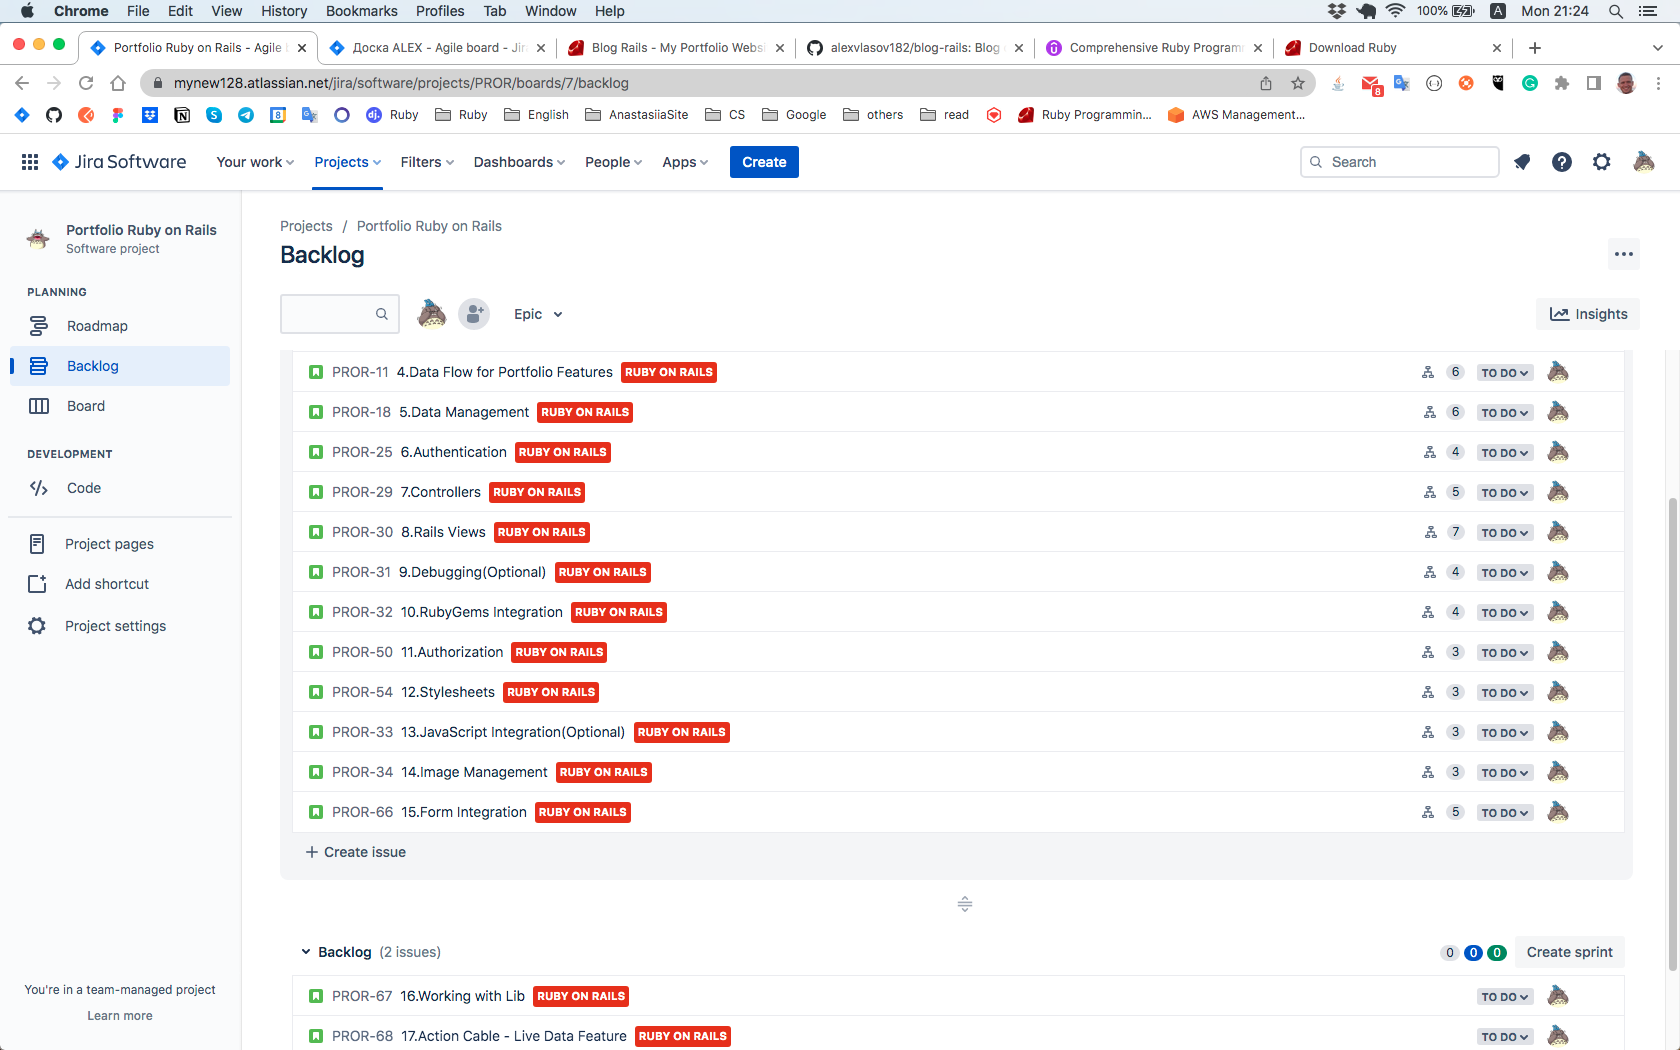 Chrome File Edit View History Bookmarks Profiles Tab Window Help 100% A Mon 21:24
Portfolio Ruby on Rails - Agile b Доска ALEX - Agile board - Jir Blog Rails - My Portfolio Websi alexvlasov182/blog-rails: Blog Comprehensive Ruby Program Download Ruby
mynew128.atlassian.net/jira/software/projects/PROR/boards/7/backlog 8
Ruby Ruby English AnastasiiaSite CS Google others read Ruby Programmin... AWS Management...
Jira Software Your work Projects Filters Dashboards People Apps Create Search
Portfolio Ruby on Rails
Software project
PLANNING
Roadmap
Backlog
Board
DEVELOPMENT
Code
Project pages
Add shortcut
Project settings
You're in a team-managed project
Learn more
Projects / Portfolio Ruby on Rails
Backlog
Epic Insights
PROR-11 4.Data Flow for Portfolio Features RUBY ON RAILS 6 TO DO
PROR-18 5.Data Management RUBY ON RAILS 6 TO DO
PROR-25 6.Authentication RUBY ON RAILS 4 TO DO
PROR-29 7.Controllers RUBY ON RAILS 5 TO DO
PROR-30 8.Rails Views RUBY ON RAILS 7 TO DO
PROR-31 9.Debugging(Optional) RUBY ON RAILS 4 TO DO
PROR-32 10.RubyGems Integration RUBY ON RAILS 4 TO DO
PROR-50 11.Authorization RUBY ON RAILS 3 TO DO
PROR-54 12.Stylesheets RUBY ON RAILS 3 TO DO
PROR-33 13.JavaScript Integration(Optional) RUBY ON RAILS 3 TO DO
PROR-34 14.Image Management RUBY ON RAILS 3 TO DO
PROR-66 15.Form Integration RUBY ON RAILS 5 TO DO
+ Create issue
Backlog (2 issues) 0 0 0 Create sprint
PROR-67 16.Working with Lib RUBY ON RAILS TO DO
PROR-68 17.Action Cable - Live Data Feature RUBY ON RAILS TO DO